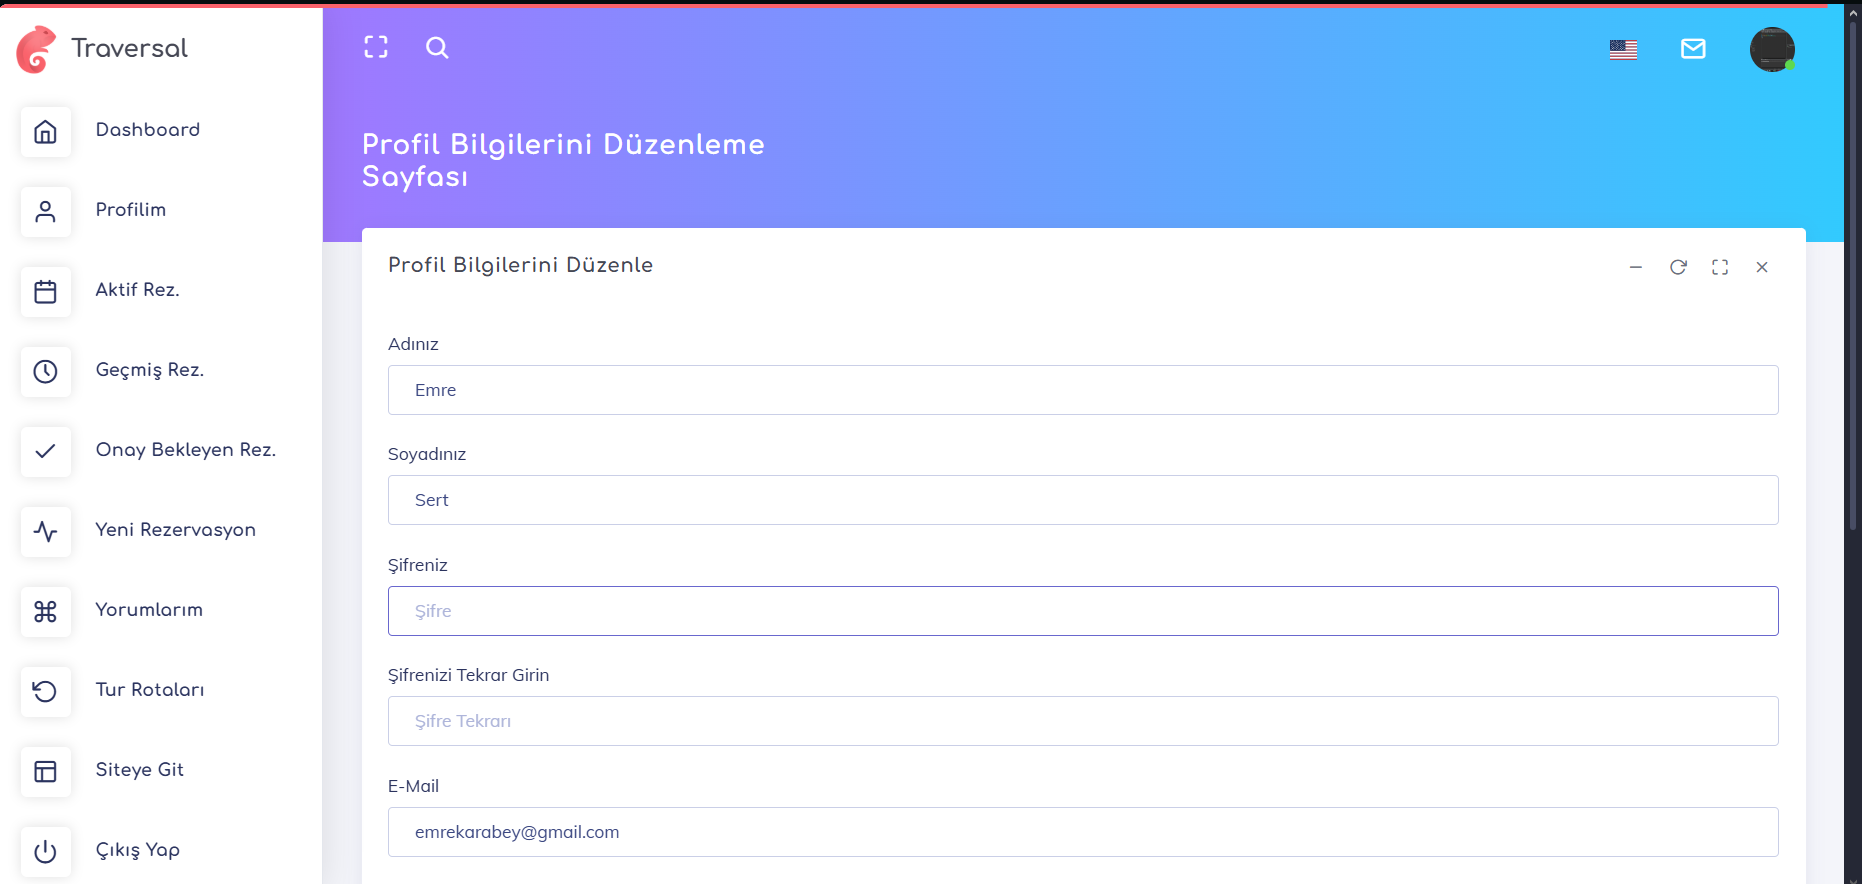 Traversal
Dashboard
Profilim
Aktif Rez.
Geçmiş Rez.
Onay Bekleyen Rez.
Yeni Rezervasyon
Yorumlarım
Tur Rotaları
Siteye Git
Çıkış Yap
Profil Bilgilerini Düzenleme
Sayfası
Profil Bilgilerini Düzenle
Adınız
Emre
Soyadınız
Sert
Şifreniz
Şifre
Şifrenizi Tekrar Girin
Şifre Tekrarı
E-Mail
emrekarabey@gmail.com